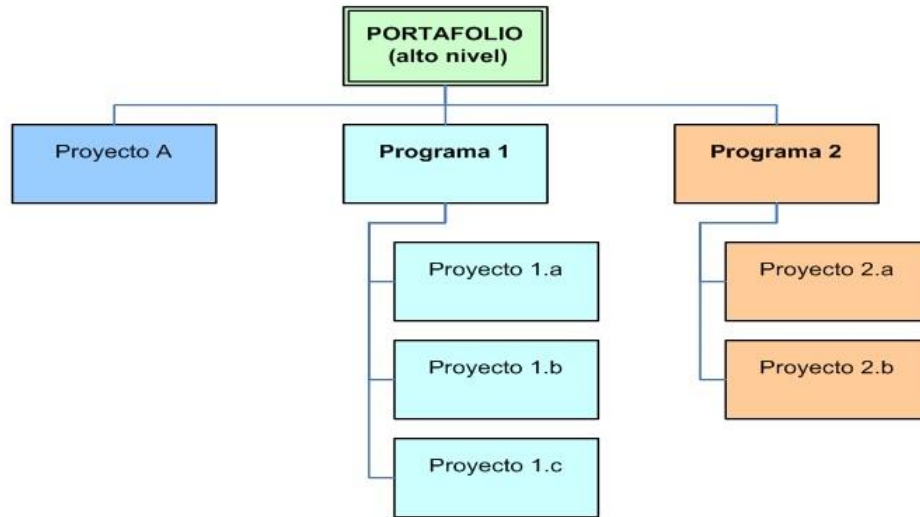 PORTAFOLIO
(alto nivel)
Proyecto A
Programa 1
Programa 2
Proyecto 1.a
Proyecto 2.a
Proyecto 1.b
Proyecto 2.b
Proyecto 1.c